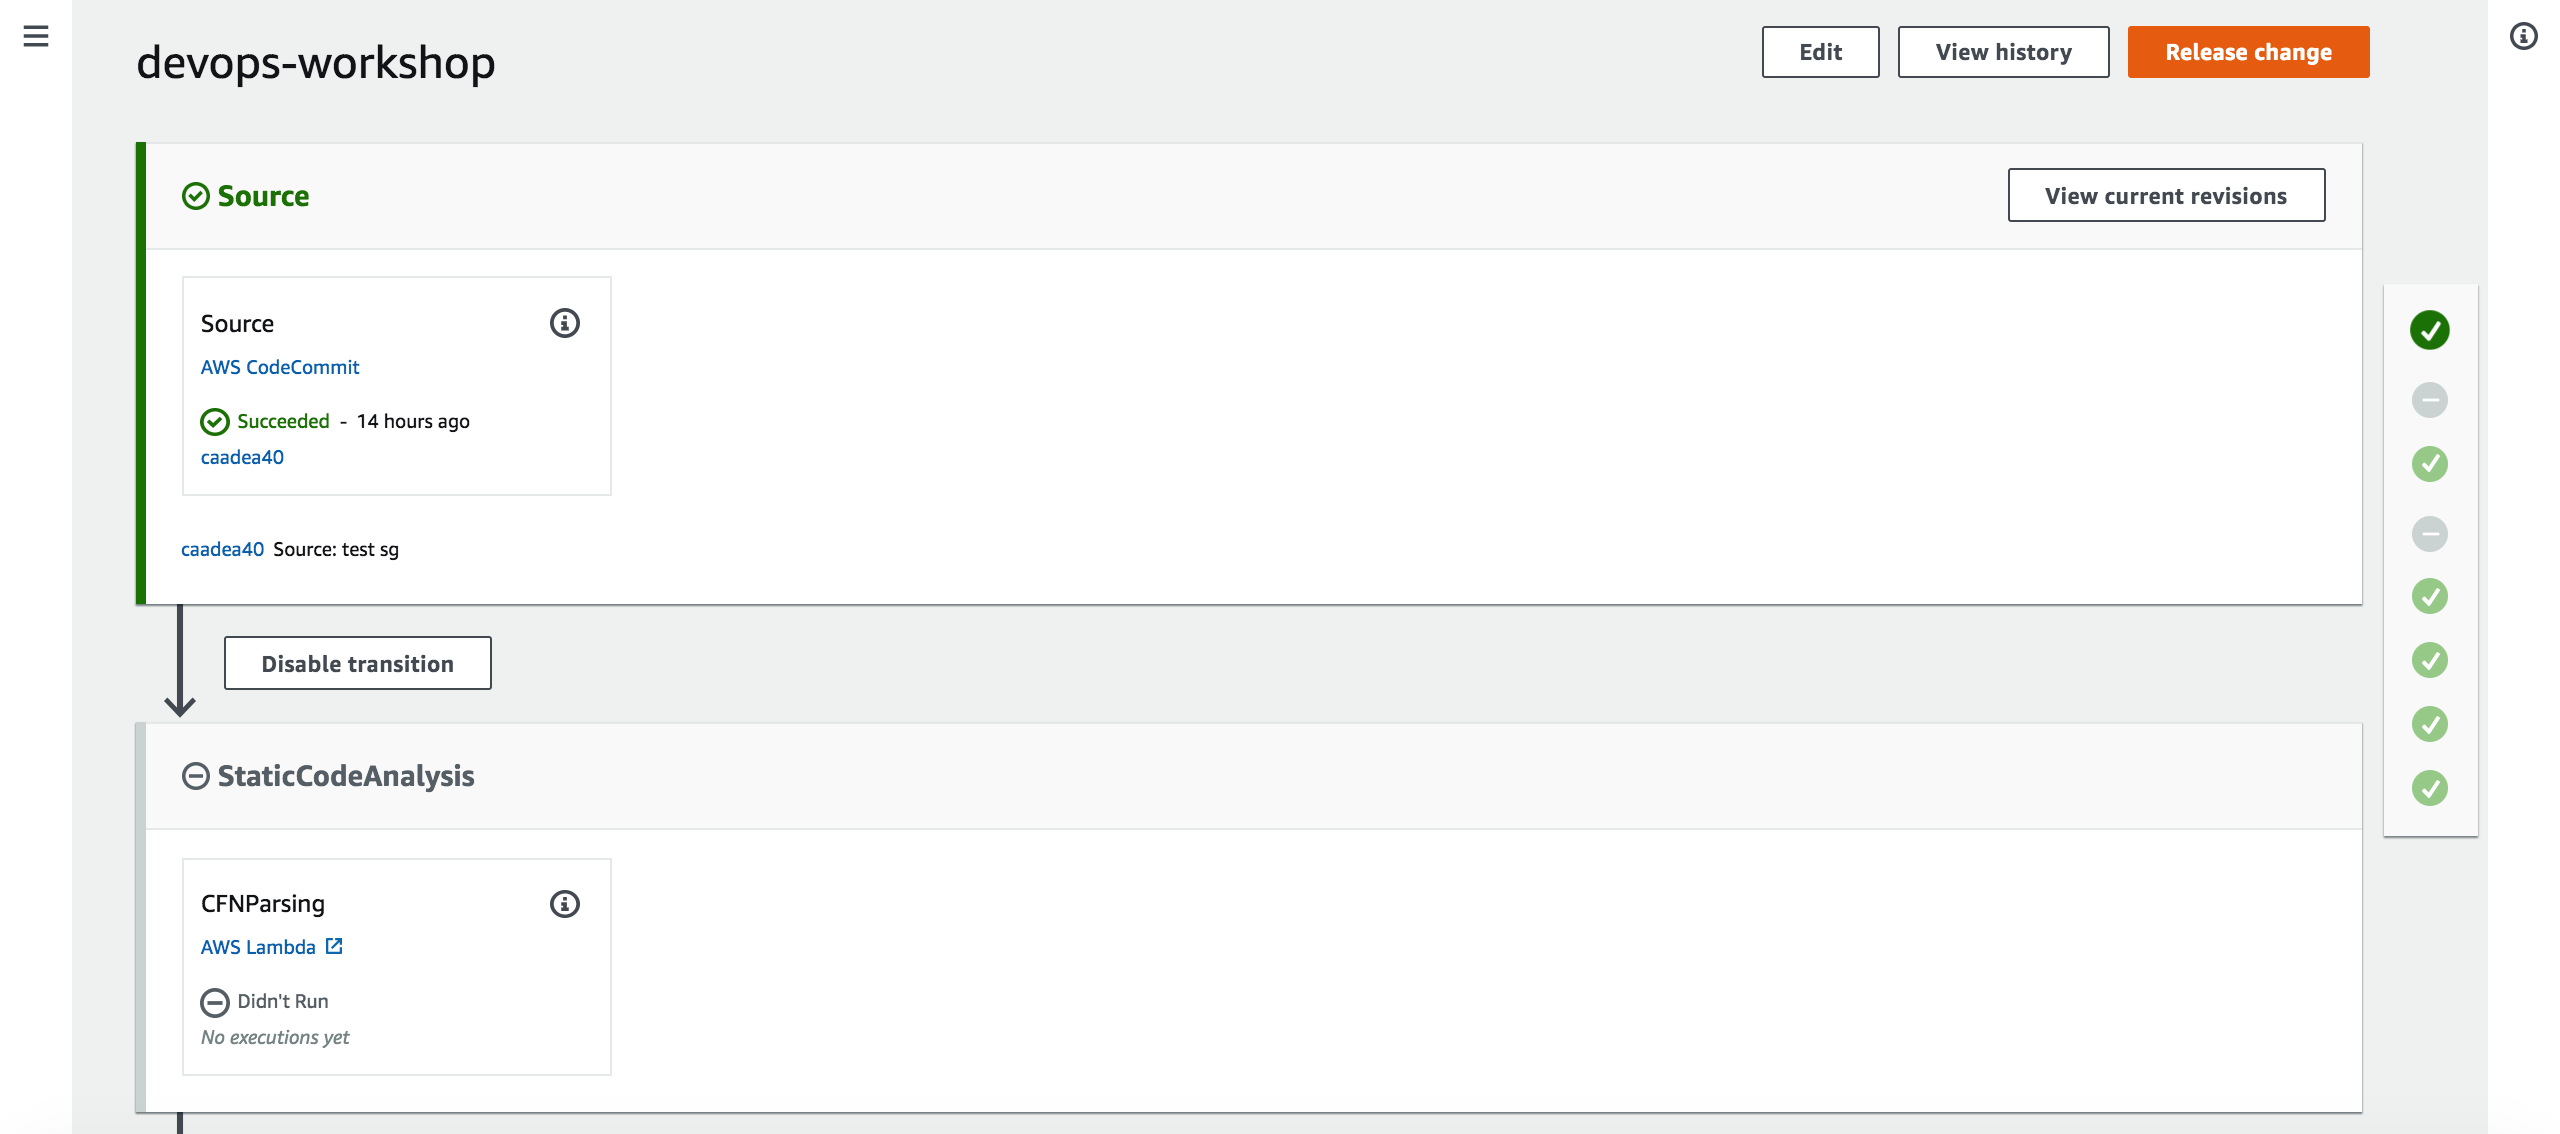 devops-workshop
Edit
View history
Release change
Source
View current revisions
Source
AWS CodeCommit
Succeeded - 14 hours ago
caadea40
caadea40 Source: test sg
Disable transition
StaticCodeAnalysis
CFNParsing
AWS Lambda
Didn't Run
No executions yet